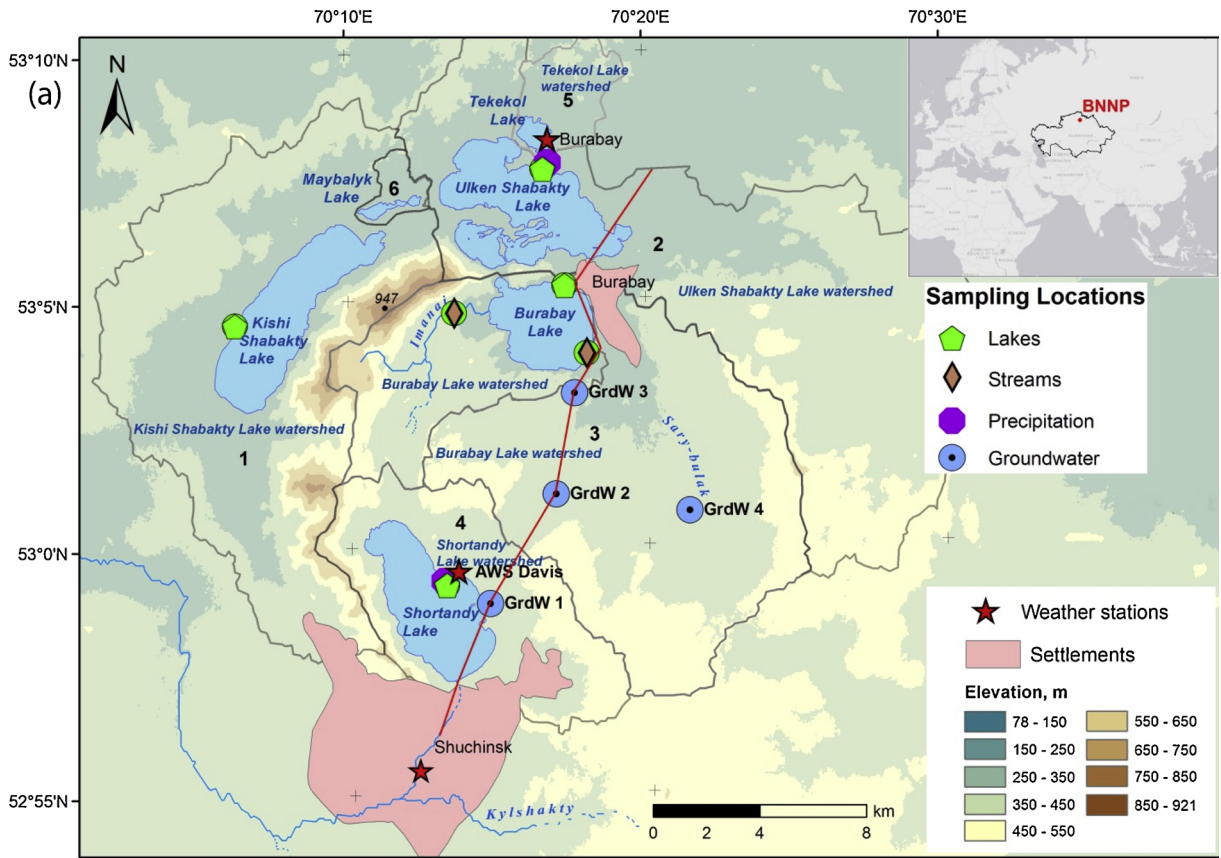 70°10'E
70°20'E
70°30'E
53°10'N
53°5'N
53°0'N
52°55'N
(a)
N
BNNP
Tekekol Lake
watershed
5
Tekekol
Lake
Burabay
Maybalyk
Lake
6
Ulken Shabakty
Lake
2
Burabay
Ulken Shabakty Lake watershed
947
Imanai
Burabay
Lake
Kishi
Shabakty
Lake
Burabay Lake watershed
GrdW 3
Kishi Shabakty Lake watershed
1
3
Burabay Lake watershed
Sary-bulak
GrdW 2
GrdW 4
4
Shortandy
Lake watershed
AWS Davis
GrdW 1
Shortandy
Lake
Shuchinsk
Kylshakty
km
0 2 4 8
Sampling Locations
Lakes
Streams
Precipitation
Groundwater
Weather stations
Settlements
Elevation, m
78 - 150
150 - 250
250 - 350
350 - 450
450 - 550
550 - 650
650 - 750
750 - 850
850 - 921